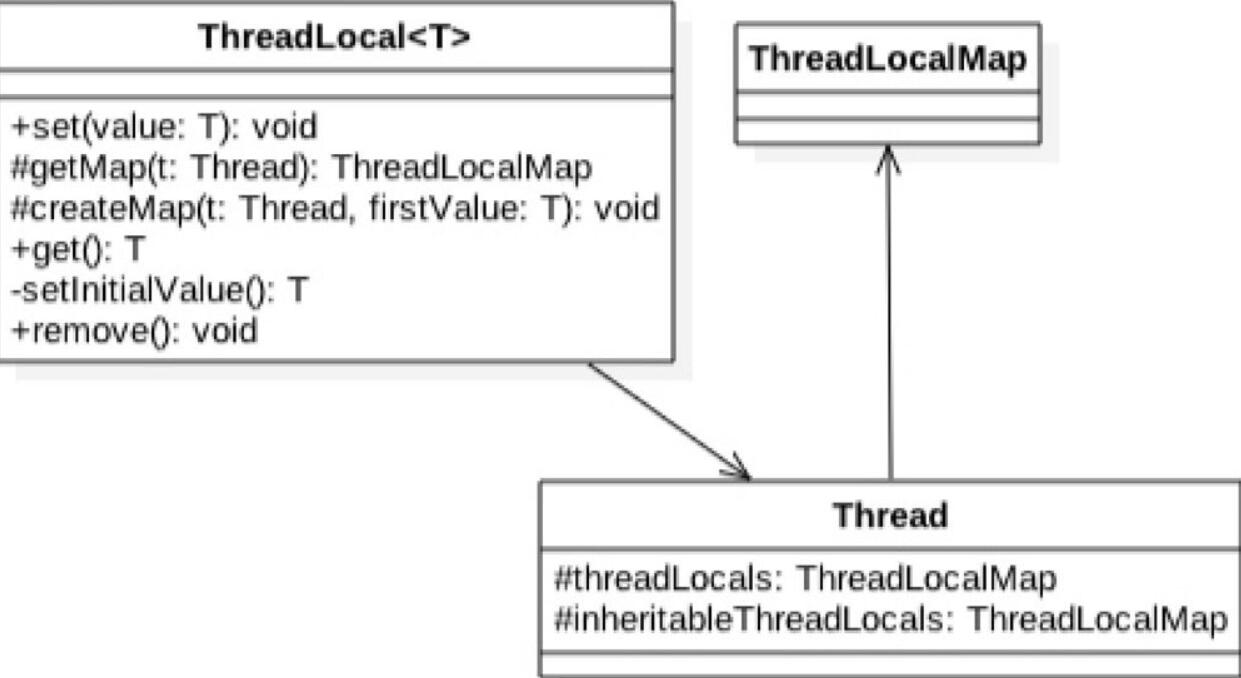 ThreadLocal<T>
+set(value: T): void
#getMap(t: Thread): ThreadLocalMap
#createMap(t: Thread, firstValue: T): void
+get(): T
-setInitialValue(): T
+remove(): void
ThreadLocalMap
Thread
#threadLocals: ThreadLocalMap
#inheritableThreadLocals: ThreadLocalMap